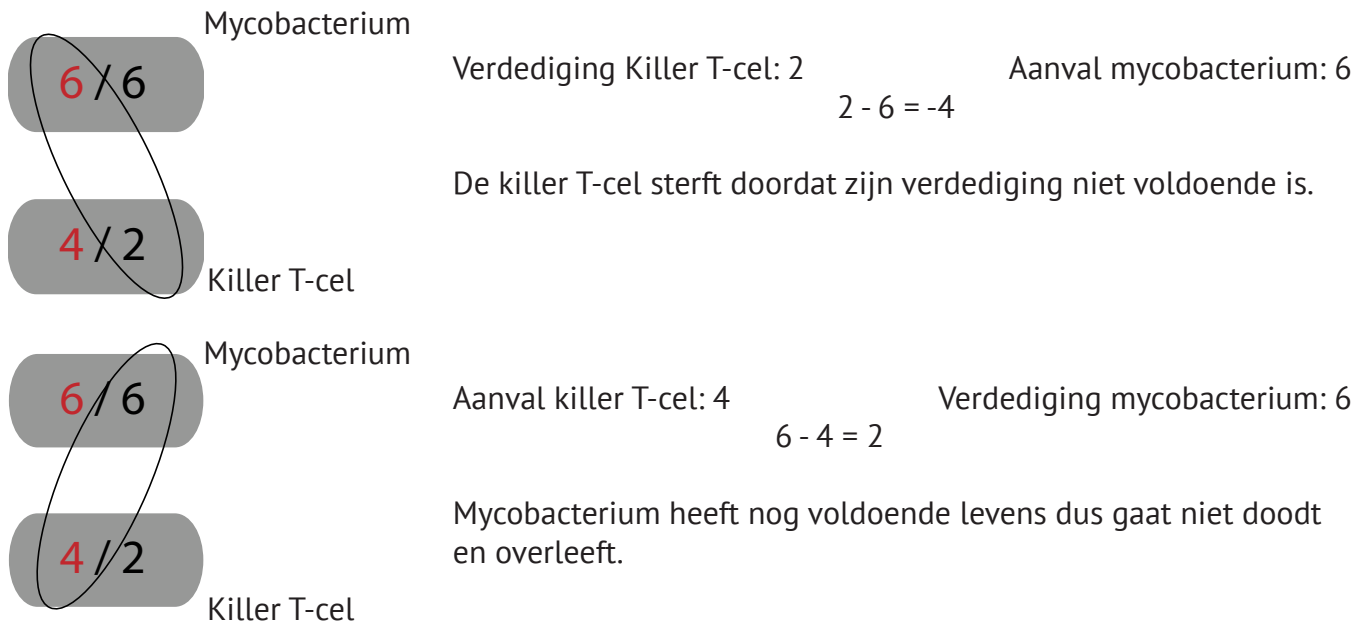 Mycobacterium
6 / 6
Verdediging Killer T-cel: 2 Aanval mycobacterium: 6
2 - 6 = -4
De killer T-cel sterft doordat zijn verdediging niet voldoende is.
4 / 2
Killer T-cel
Mycobacterium
6 / 6
Aanval killer T-cel: 4 Verdediging mycobacterium: 6
6 - 4 = 2
Mycobacterium heeft nog voldoende levens dus gaat niet doodt
en overleeft.
4 / 2
Killer T-cel